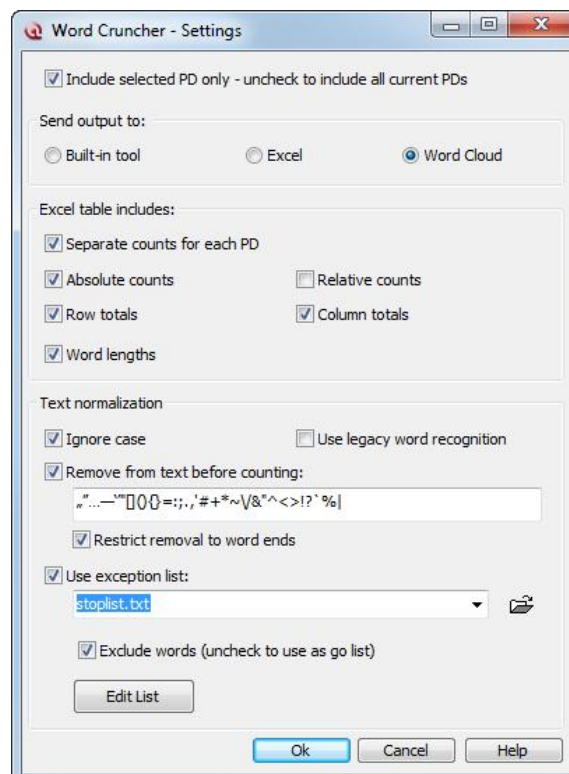 Word Cruncher - Settings
Include selected PD only - uncheck to include all current PDs
Send output to:
Built-in tool Excel Word Cloud
Excel table includes:
Separate counts for each PD
Absolute counts Relative counts
Row totals Column totals
Word lengths
Text normalization
Ignore case Use legacy word recognition
Remove from text before counting:
„“…—`´"[](){}=:;.,'#+*~\/&"^<>!?`%|
Restrict removal to word ends
Use exception list:
stoplist.txt
Exclude words (uncheck to use as go list)
Edit List
Ok Cancel Help